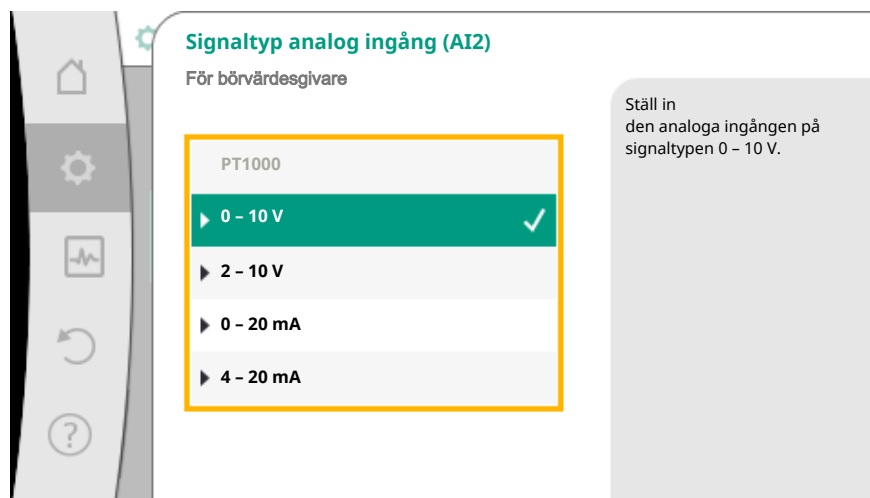 Signaltyp analog ingång (AI2)
För börvärdesgivare
PT1000
0 – 10 V
2 – 10 V
0 – 20 mA
4 – 20 mA
Ställ in
den analoga ingången på
signaltypen 0 – 10 V.